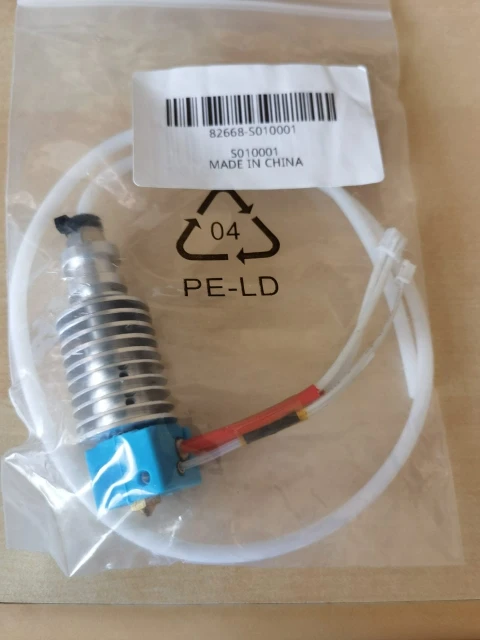 82668-S010001
S010001
MADE IN CHINA
04
PE-LD